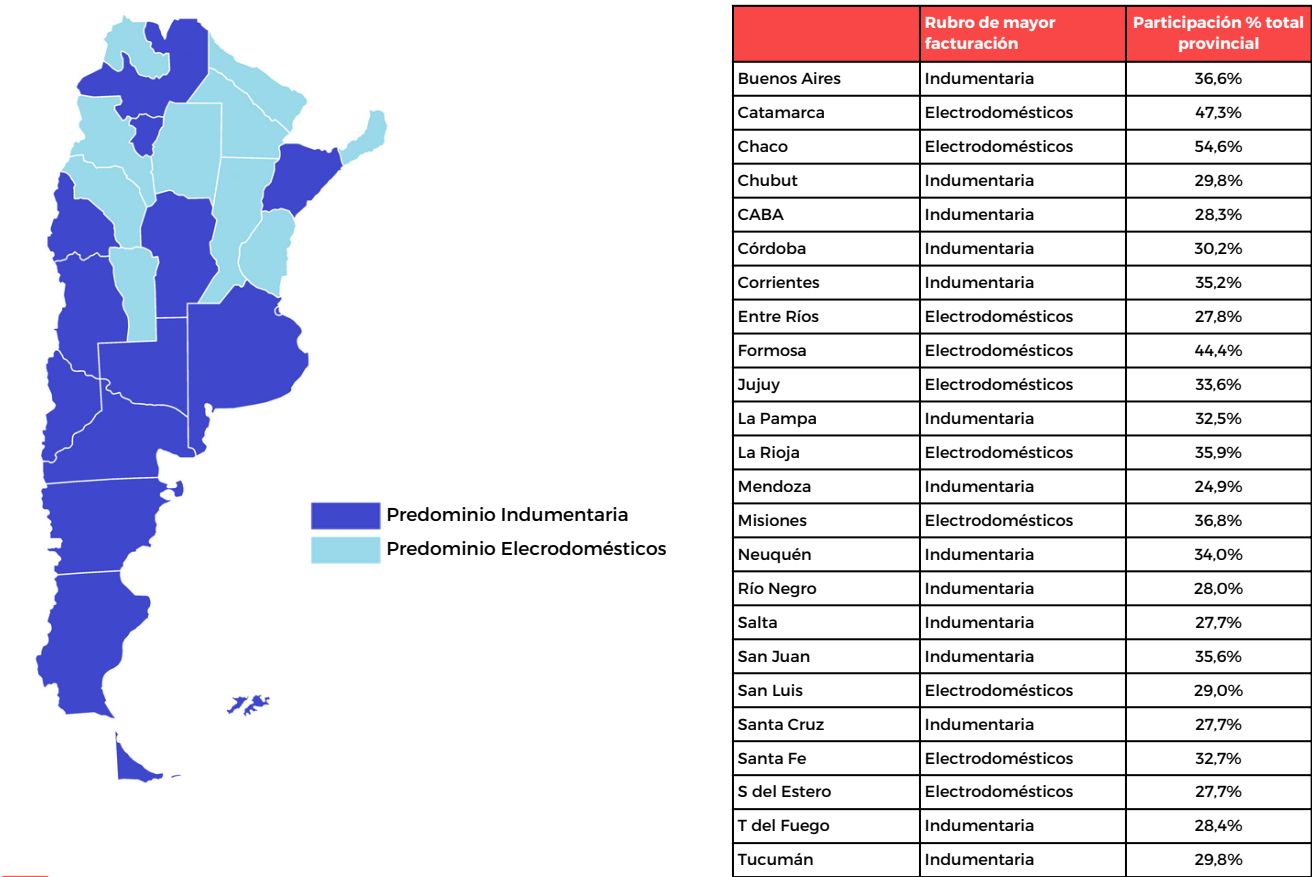 Predominio Indumentaria
Predominio Elecrodomésticos
Rubro de mayor facturación Participación % total provincial
Buenos Aires Indumentaria 36,6%
Catamarca Electrodomésticos 47,3%
Chaco Electrodomésticos 54,6%
Chubut Indumentaria 29,8%
CABA Indumentaria 28,3%
Córdoba Indumentaria 30,2%
Corrientes Indumentaria 35,2%
Entre Ríos Electrodomésticos 27,8%
Formosa Electrodomésticos 44,4%
Jujuy Electrodomésticos 33,6%
La Pampa Indumentaria 32,5%
La Rioja Electrodomésticos 35,9%
Mendoza Indumentaria 24,9%
Misiones Electrodomésticos 36,8%
Neuquén Indumentaria 34,0%
Río Negro Indumentaria 28,0%
Salta Indumentaria 27,7%
San Juan Indumentaria 35,6%
San Luis Electrodomésticos 29,0%
Santa Cruz Indumentaria 27,7%
Santa Fe Electrodomésticos 32,7%
S del Estero Electrodomésticos 27,7%
T del Fuego Indumentaria 28,4%
Tucumán Indumentaria 29,8%